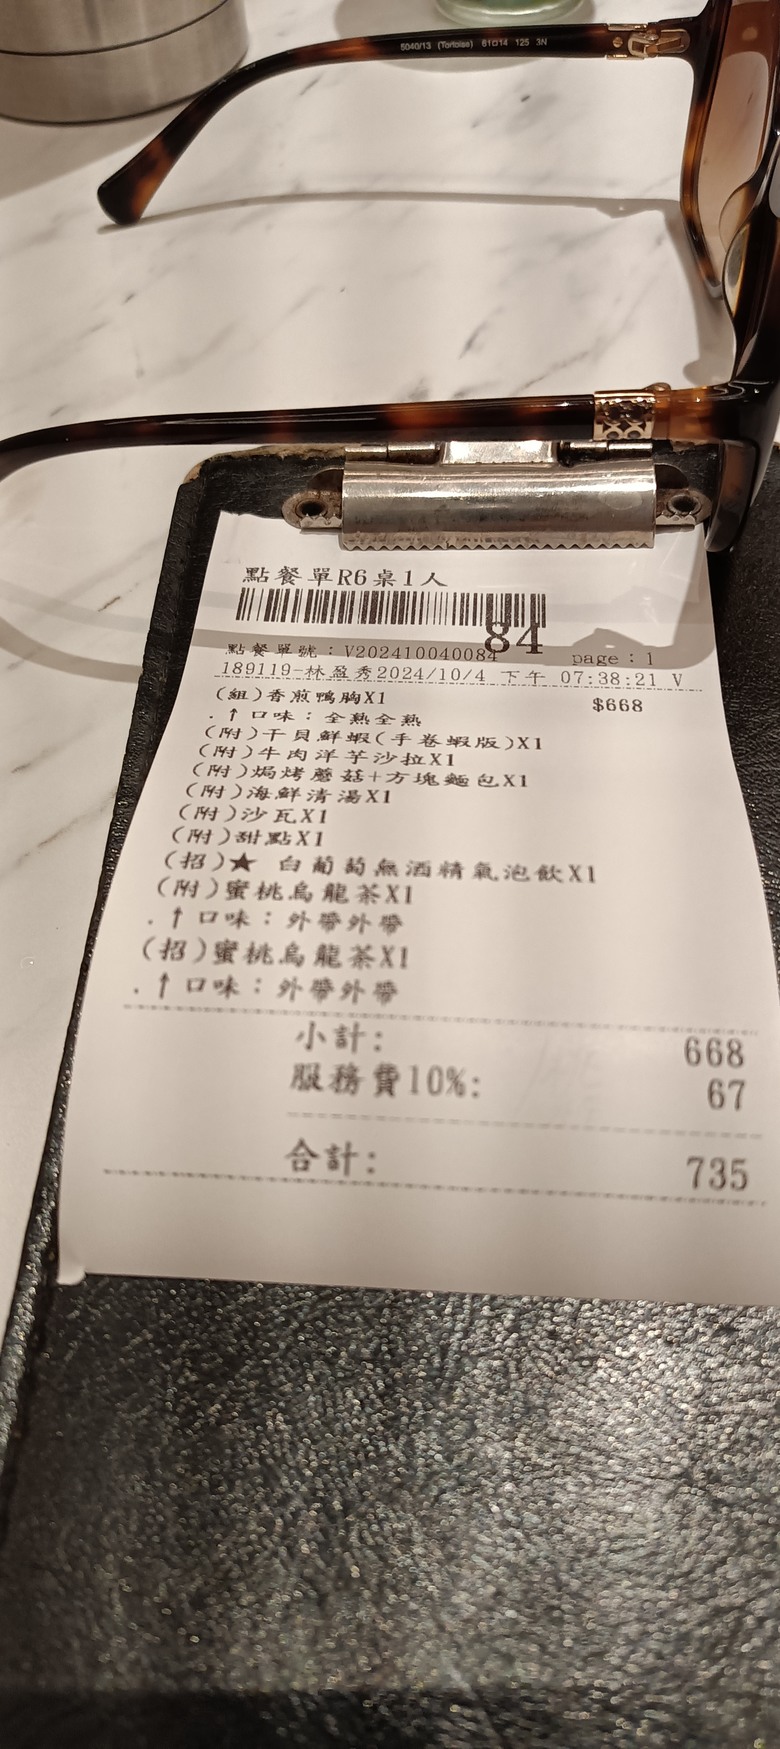 5040/13 (Tortoise) 61□14 125 3N
點餐單R6桌1人
84
點餐單號：V202410040084 page：1
189119-林盈秀2024/10/4 下午 07:38:21 V
(組)香煎鴨胸X1 $668
.↑口味：全熟全熟
(附)干貝鮮蝦(手卷蝦版)X1
(附)牛肉洋芋沙拉X1
(附)焗烤蘑菇+方塊麵包X1
(附)海鮮清湯X1
(附)沙瓦X1
(附)甜點X1
(招)★ 白葡萄無酒精氣泡飲X1
(附)蜜桃烏龍茶X1
.↑口味：外帶外帶
(招)蜜桃烏龍茶X1
.↑口味：外帶外帶
小計: 668
服務費10%: 67
合計: 735